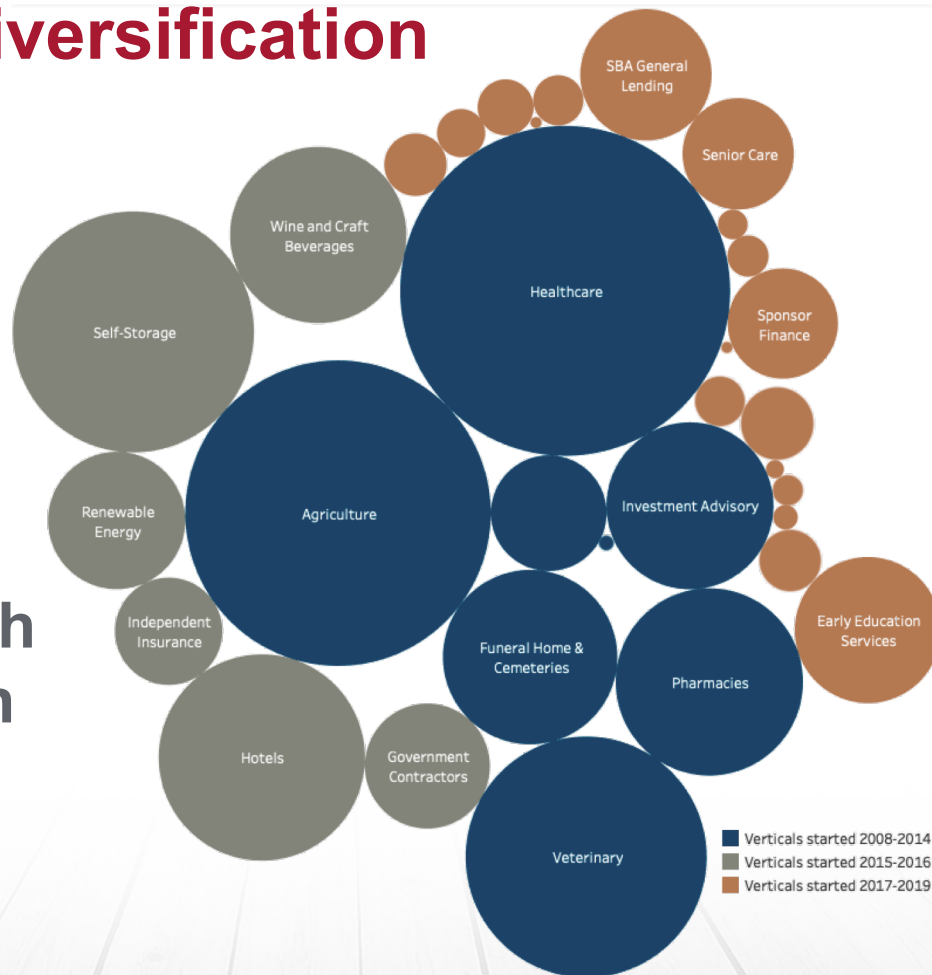 iversification
SBA General
Lending
Senior Care
Wine and Craft
Beverages
Healthcare
Self-Storage
Sponsor
Finance
Agriculture
Investment Advisory
Renewable
Energy
h
n
Independent
Insurance
Funeral Home &
Cemeteries
Early Education
Services
Pharmacies
Hotels
Government
Contractors
Veterinary
Verticals started 2008-2014
Verticals started 2015-2016
Verticals started 2017-2019